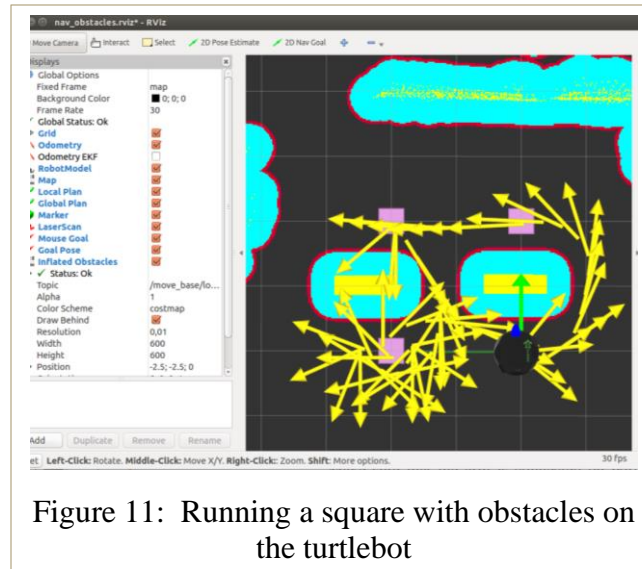 nav_obstacles.rviz* - RViz
Move Camera Interact Select 2D Pose Estimate 2D Nav Goal
Displays
Global Options
Fixed Frame map
Background Color 0; 0; 0
Frame Rate 30
Global Status: Ok
Grid
Odometry
Odometry EKF
RobotModel
Map
Local Plan
Global Plan
Marker
LaserScan
Mouse Goal
Goal Pose
Inflated Obstacles
Status: Ok
Topic /move_base/lo...
Alpha 1
Color Scheme costmap
Draw Behind
Resolution 0,01
Width 600
Height 600
Position -2.5; -2.5; 0
Add Duplicate Remove Rename
Left-Click: Rotate. Middle-Click: Move X/Y. Right-Click: Zoom. Shift: More options. 30 fps
Figure 11: Running a square with obstacles on
the turtlebot